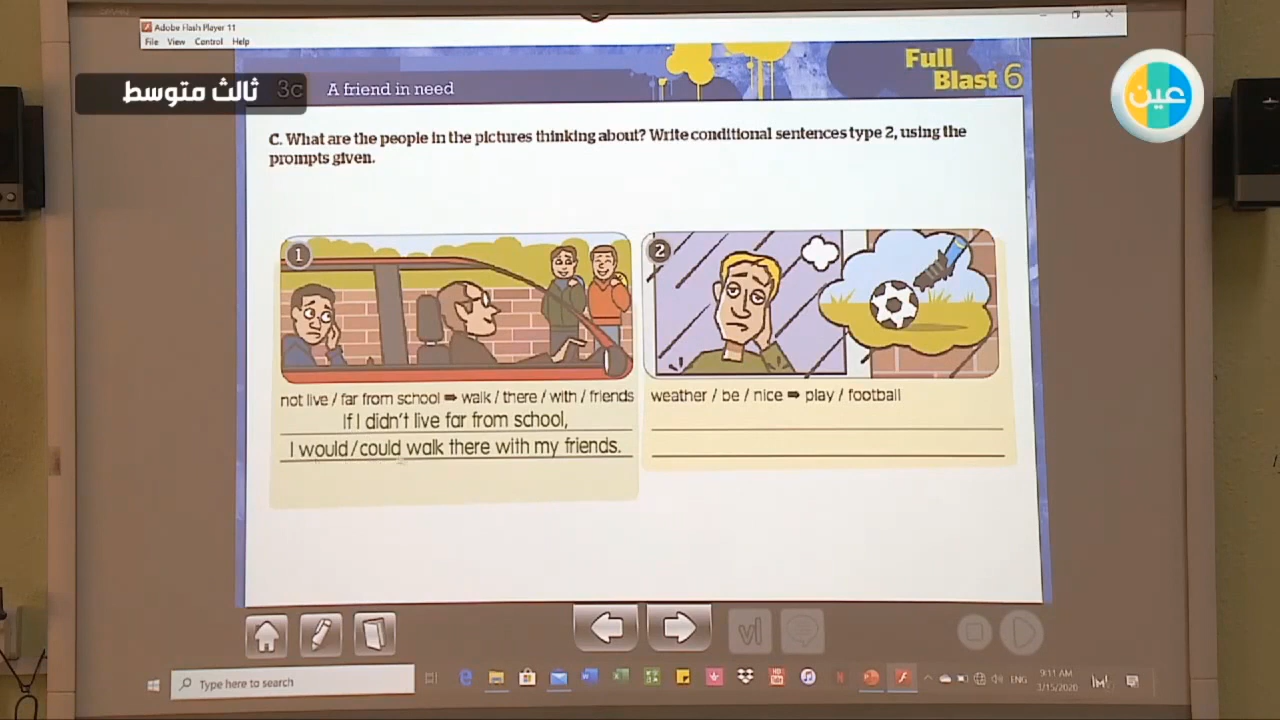 Adobe Flash Player 11
File View Control Help
ثالث متوسط
3c A friend in need
Full
Blast 6
عين
C. What are the people in the pictures thinking about? Write conditional sentences type 2, using the
prompts given.
1
2
not live / far from school ➡ walk / there / with / friends
If I didn't live far from school,
I would/could walk there with my friends.
weather / be / nice ➡ play / football
Type here to search
ENG
9:11 AM
3/15/2020